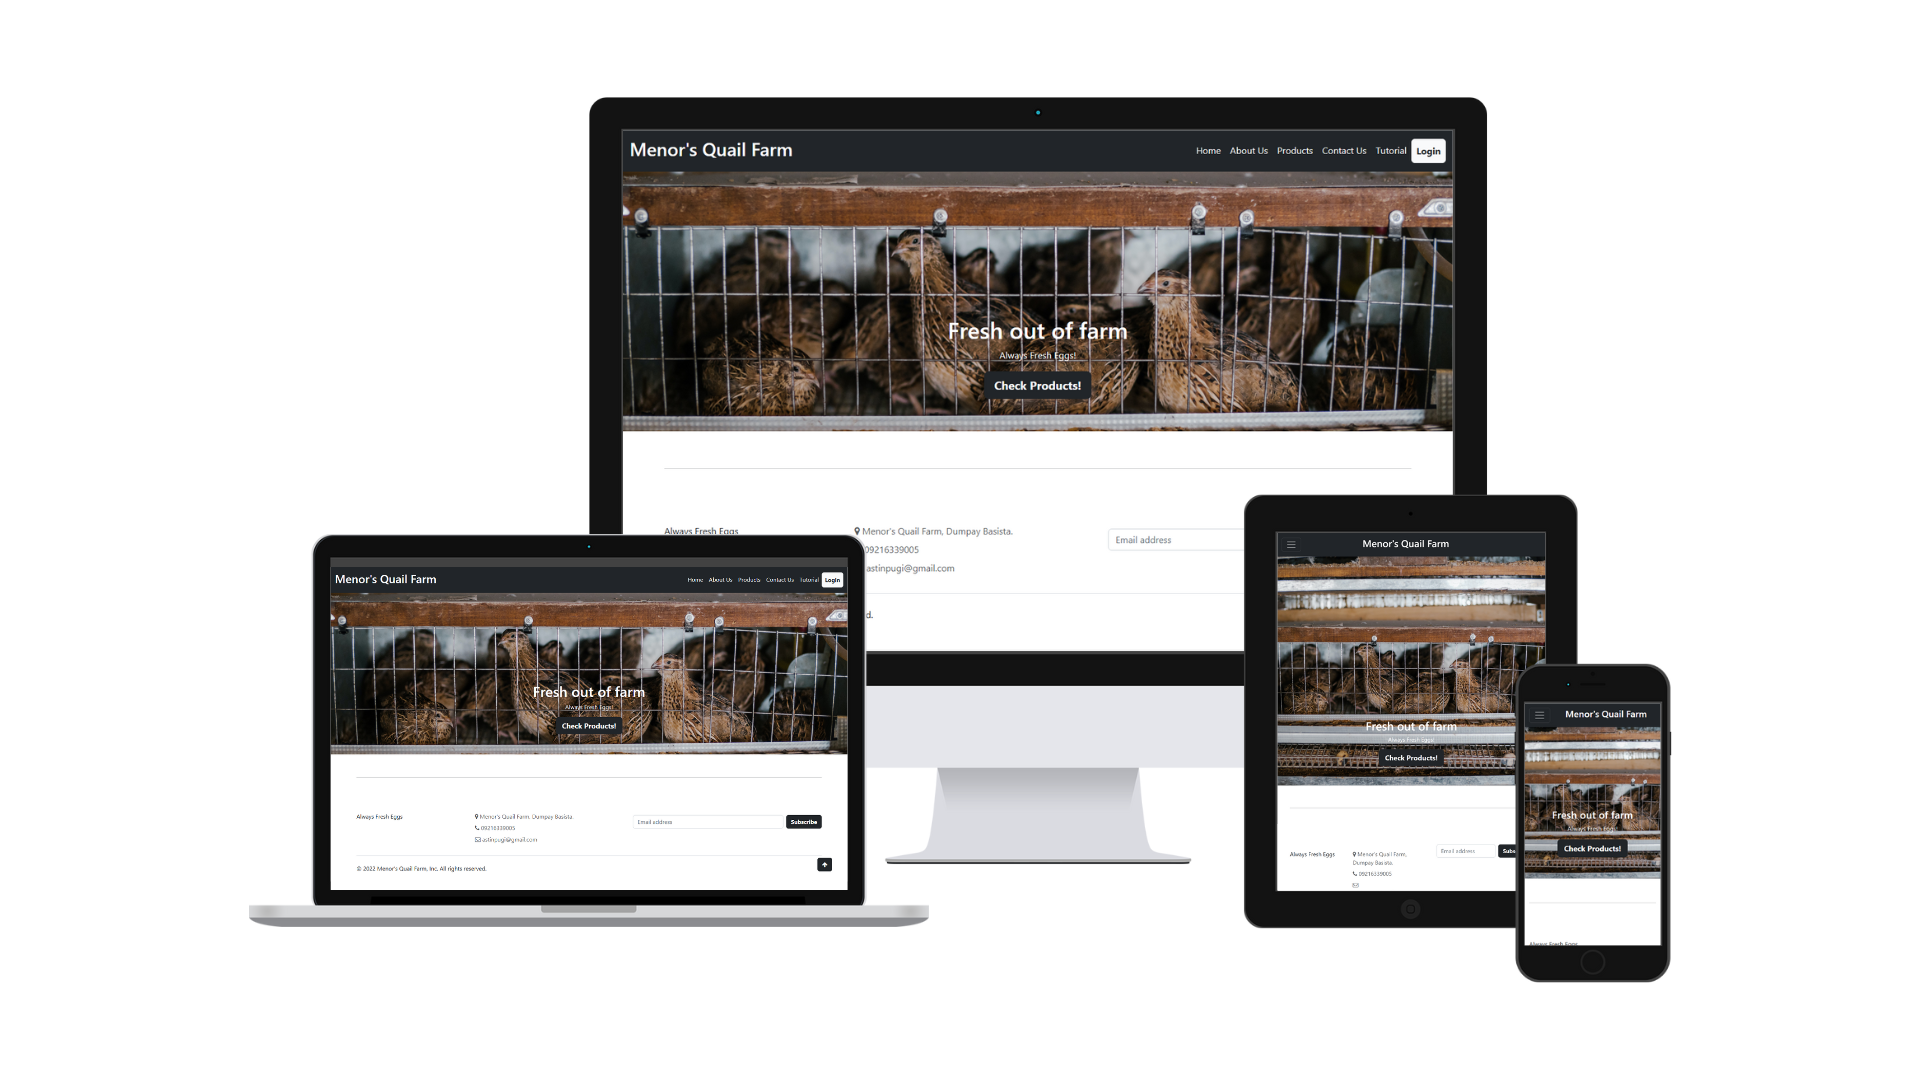 Menor's Quail Farm
Home About Us Products Contact Us Tutorial Login
Fresh out of farm
Always Fresh Eggs!
Check Products!
Always Fresh Eggs
Menor's Quail Farm, Dumpay Basista.
09216339005
astinpugi@gmail.com
Email address
d.
Menor's Quail Farm
Home About Us Products Contact Us Tutorial Login
Fresh out of farm
Always Fresh Eggs!
Check Products!
Always Fresh Eggs
Menor's Quail Farm, Dumpay Basista.
09216339005
astinpugi@gmail.com
Email address
Subscribe
© 2022 Menor's Quail Farm, Inc. All rights reserved.
Menor's Quail Farm
Fresh out of farm
Always Fresh Eggs!
Check Products!
Always Fresh Eggs
Menor's Quail Farm,
Dumpay Basista.
09216339005
Email address
Subs
Menor's Quail Farm
Fresh out of farm
Always Fresh Eggs!
Check Products!
Always Fresh Eggs